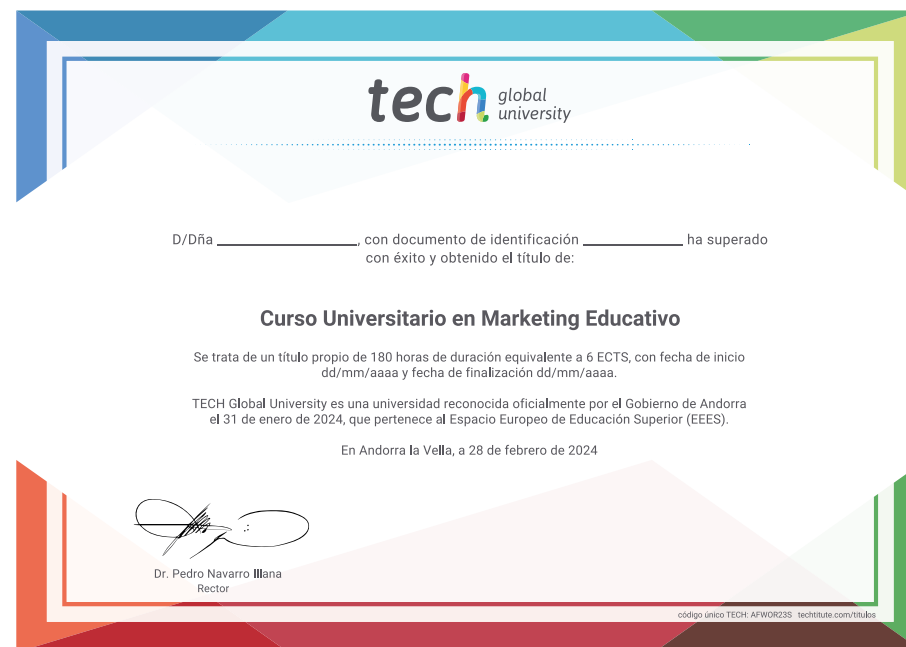 tech global
university
D/Dña ____________________, con documento de identificación ______________ ha superado
con éxito y obtenido el título de:
Curso Universitario en Marketing Educativo
Se trata de un título propio de 180 horas de duración equivalente a 6 ECTS, con fecha de inicio
dd/mm/aaaa y fecha de finalización dd/mm/aaaa.
TECH Global University es una universidad reconocida oficialmente por el Gobierno de Andorra
el 31 de enero de 2024, que pertenece al Espacio Europeo de Educación Superior (EEES).
En Andorra la Vella, a 28 de febrero de 2024
Dr. Pedro Navarro Illana
Rector
código único TECH: AFWOR23S techtitute.com/titulos